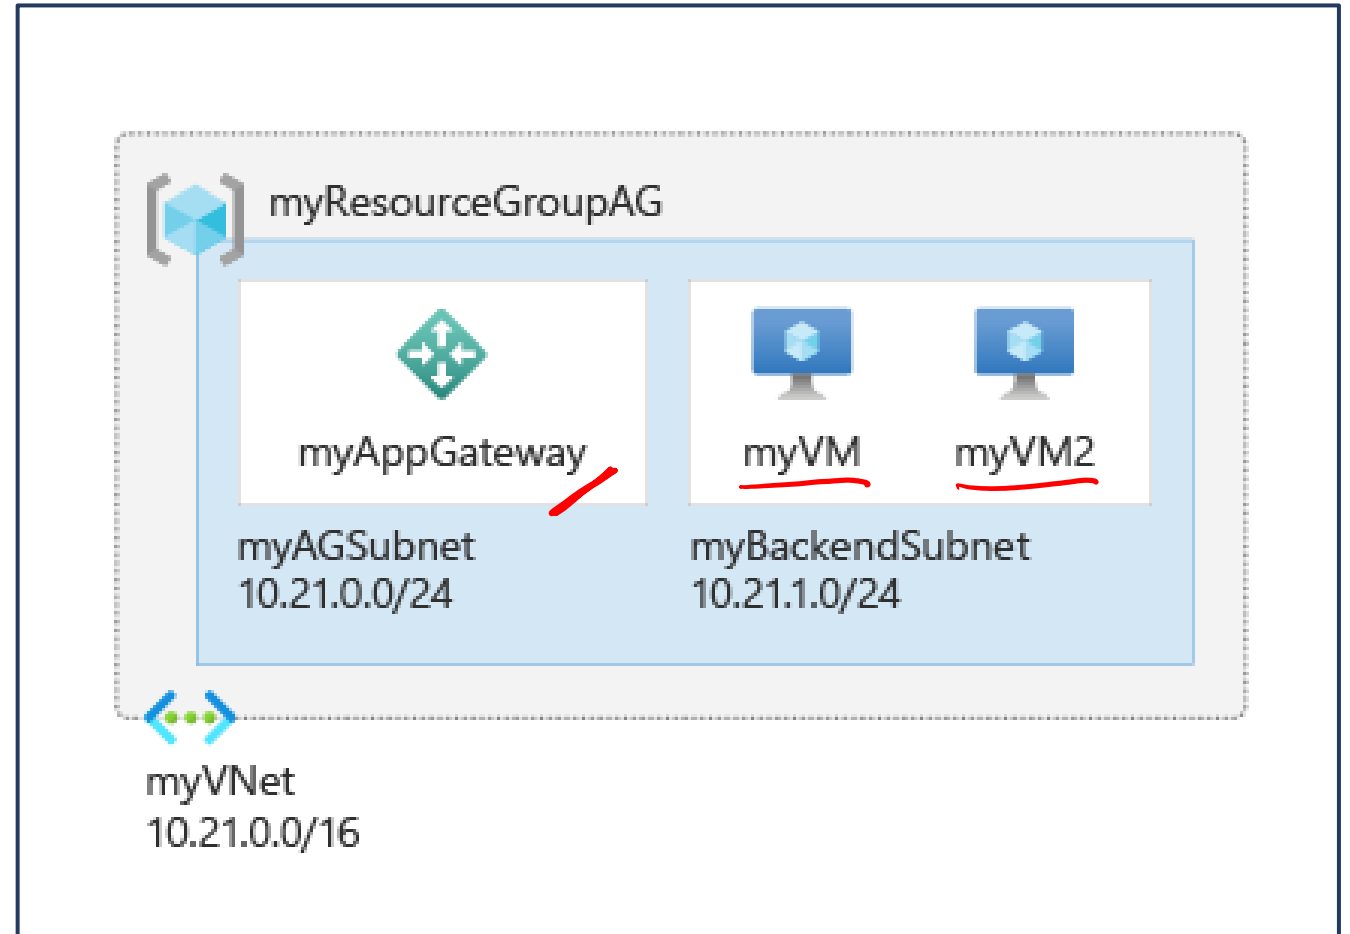 myResourceGroupAG
myAppGateway
myVM
myVM2
myAGSubnet
10.21.0.0/24
myBackendSubnet
10.21.1.0/24
myVNet
10.21.0.0/16